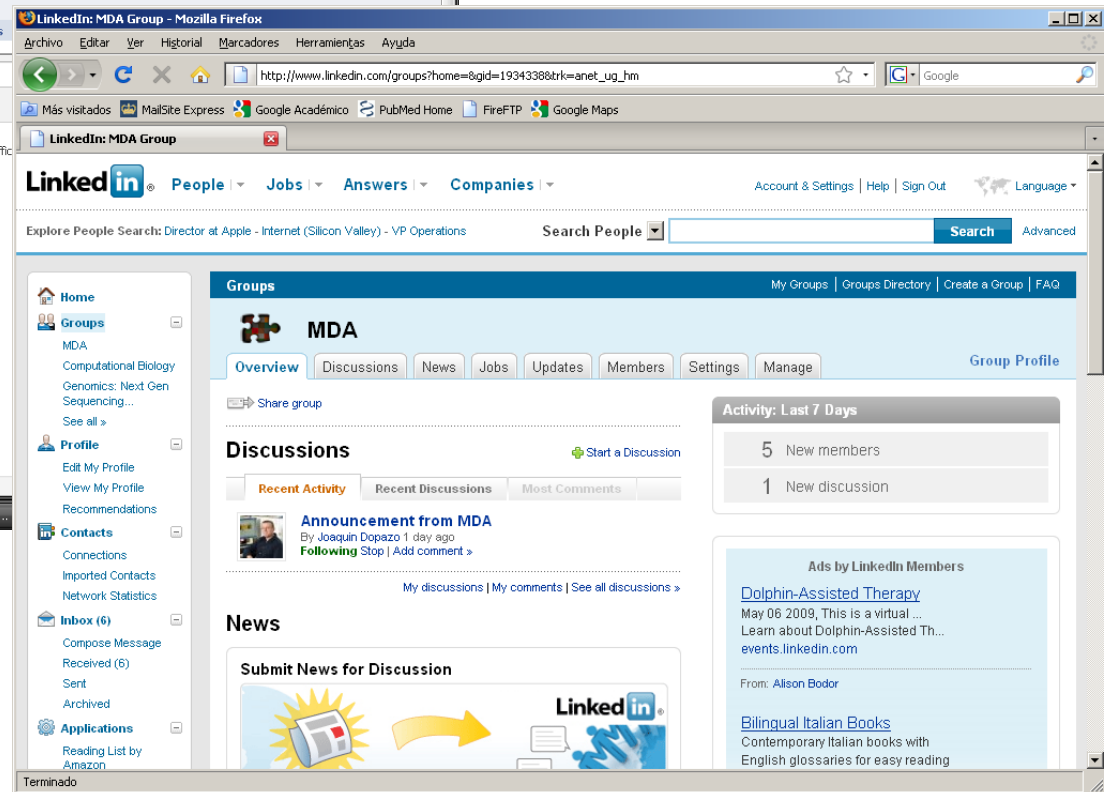 LinkedIn: MDA Group - Mozilla Firefox
Archivo Editar Ver Historial Marcadores Herramientas Ayuda
http://www.linkedin.com/groups?home=&gid=1934338&trk=anet_ug_hm
G Google
Más visitados MailSite Express Google Académico PubMed Home FireFTP Google Maps
LinkedIn: MDA Group
Linked in ® People Jobs Answers Companies
Account & Settings | Help | Sign Out Language
Explore People Search: Director at Apple - Internet (Silicon Valley) - VP Operations
Search People Search Advanced
Home
Groups
MDA
Computational Biology
Genomics: Next Gen
Sequencing...
See all »
Profile
Edit My Profile
View My Profile
Recommendations
Contacts
Connections
Imported Contacts
Network Statistics
Inbox (6)
Compose Message
Received (6)
Sent
Archived
Applications
Reading List by
Amazon
Groups
My Groups | Groups Directory | Create a Group | FAQ
MDA
Overview Discussions News Jobs Updates Members Settings Manage
Group Profile
Share group
Discussions
Start a Discussion
Recent Activity Recent Discussions Most Comments
Announcement from MDA
By Joaquin Dopazo 1 day ago
Following Stop | Add comment »
My discussions | My comments | See all discussions »
News
Submit News for Discussion
Linked in ®
Activity: Last 7 Days
5 New members
1 New discussion
Ads by LinkedIn Members
Dolphin-Assisted Therapy
May 06 2009, This is a virtual ...
Learn about Dolphin-Assisted Th...
events.linkedin.com
From: Alison Bodor
Bilingual Italian Books
Contemporary Italian books with
English glossaries for easy reading
Terminado